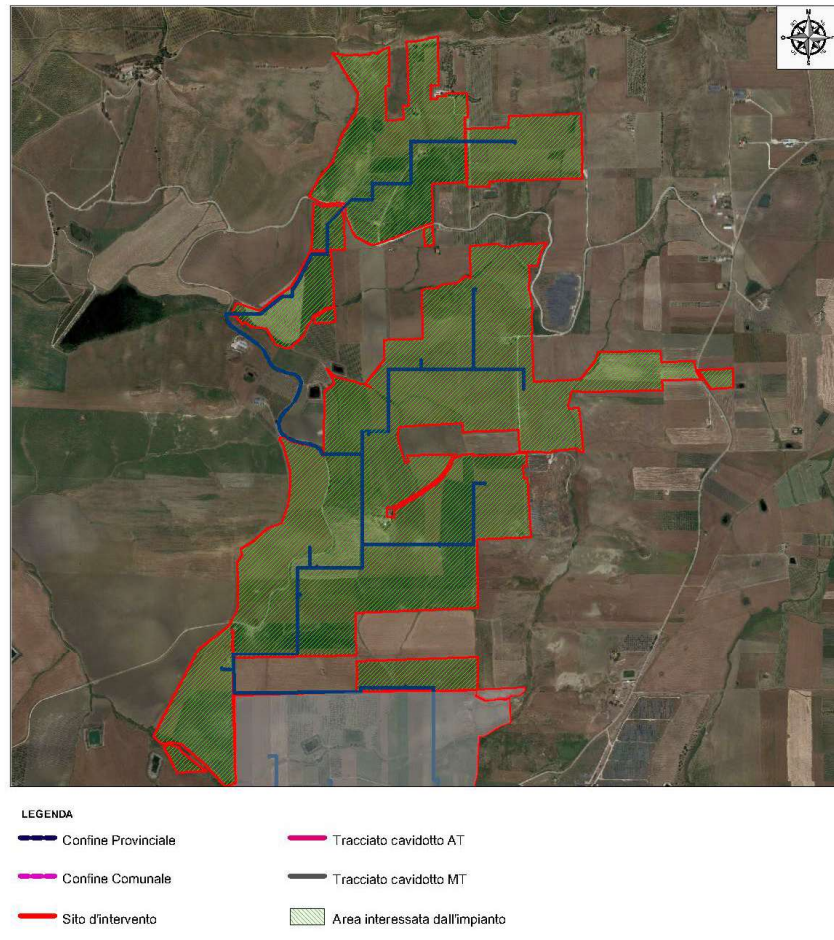 LEGENDA
Confine Provinciale
Tracciato cavidotto AT
Confine Comunale
Tracciato cavidotto MT
Sito d'intervento
Area interessata dall'impianto